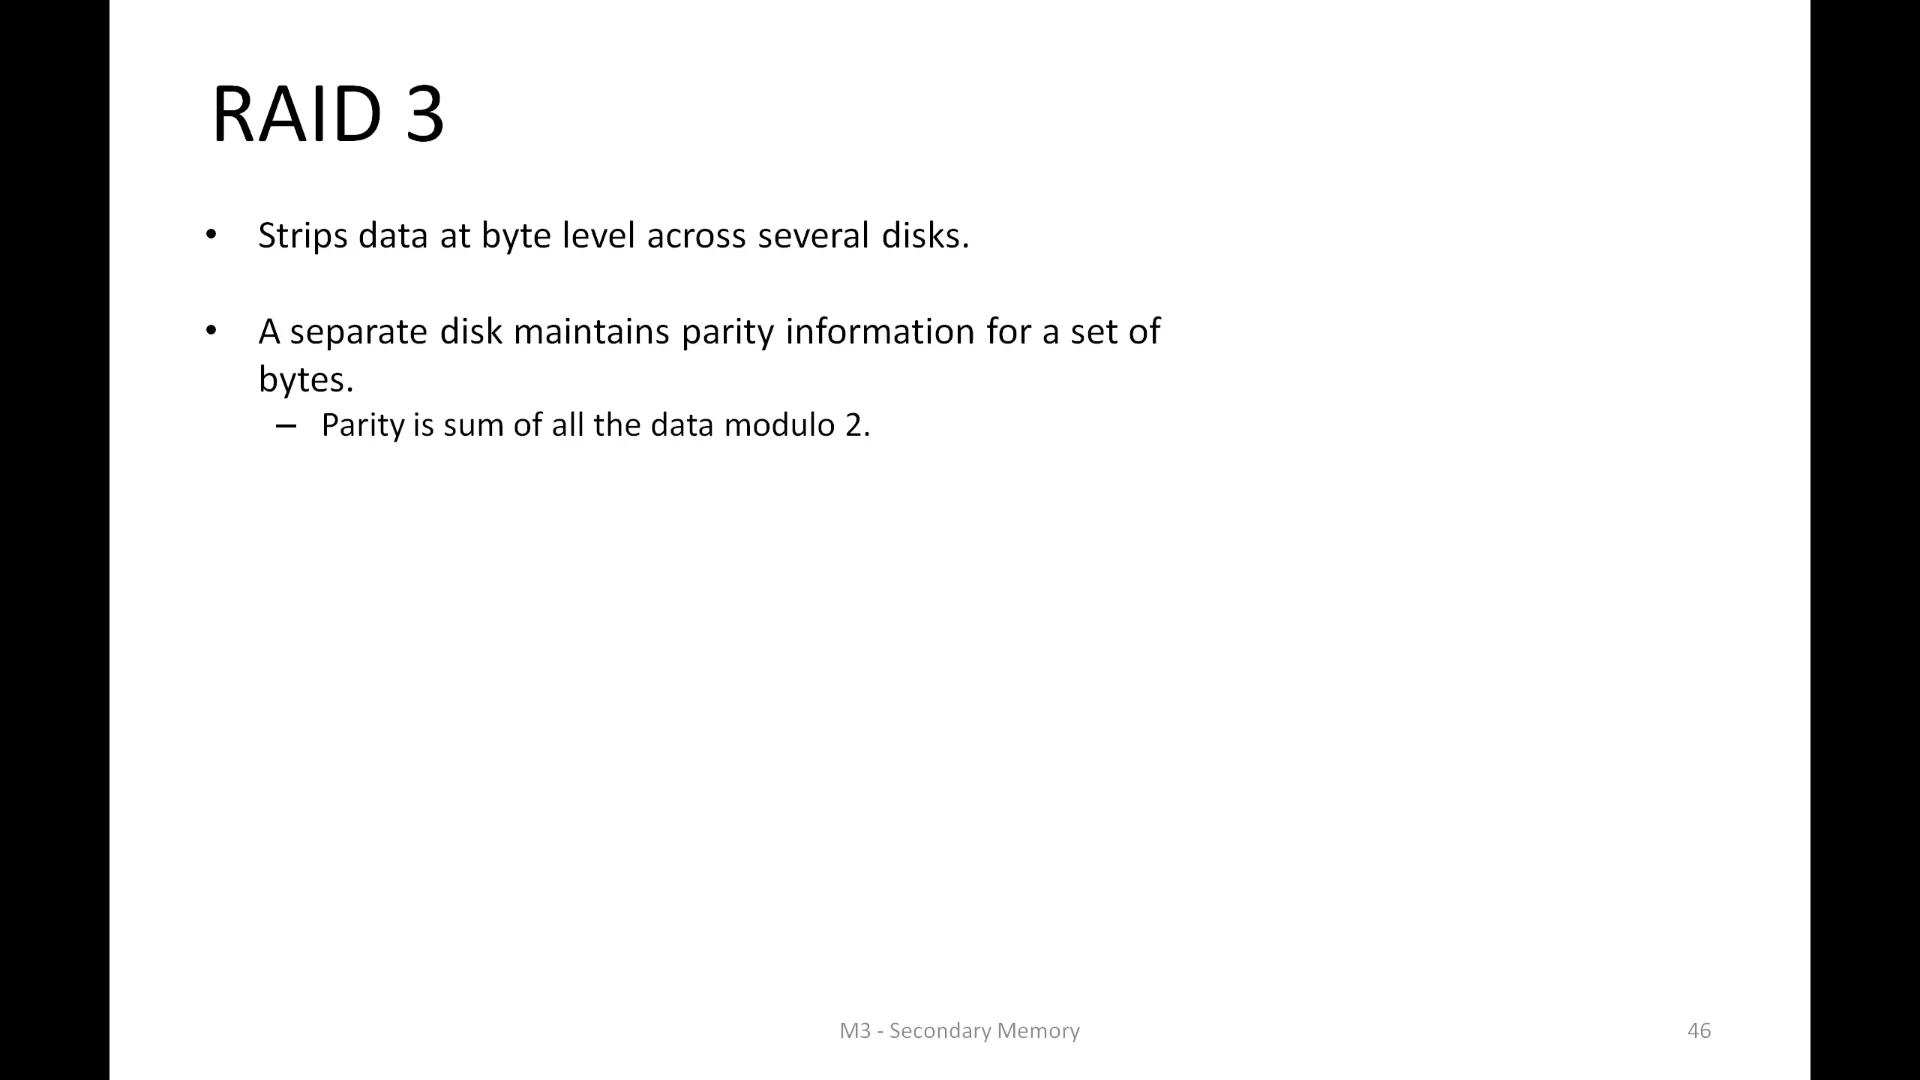 RAID 3
• Strips data at byte level across several disks.
• A separate disk maintains parity information for a set of
bytes.
– Parity is sum of all the data modulo 2.
M3 - Secondary Memory
46